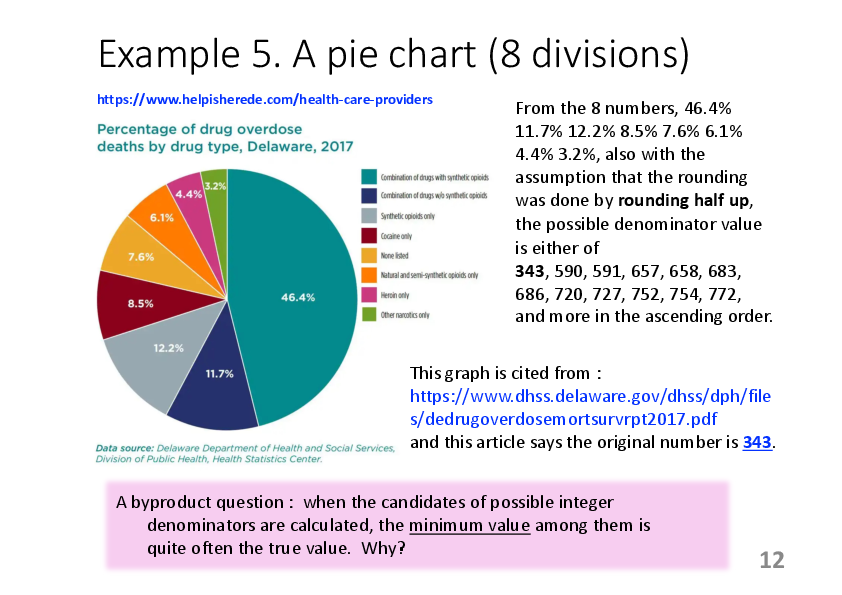 Example 5. A pie chart (8 divisions)
https://www.helpisherede.com/health-care-providers
Percentage of drug overdose
deaths by drug type, Delaware, 2017
3.2%
4.4%
6.1%
7.6%
8.5%
12.2%
11.7%
46.4%
Combination of drugs with synthetic opioids
Combination of drugs w/o synthetic opioids
Synthetic opioids only
Cocaine only
None listed
Natural and semi-synthetic opioids only
Heroin only
Other narcotics only
Data source: Delaware Department of Health and Social Services,
Division of Public Health, Health Statistics Center.
From the 8 numbers, 46.4%
11.7% 12.2% 8.5% 7.6% 6.1%
4.4% 3.2%, also with the
assumption that the rounding
was done by rounding half up,
the possible denominator value
is either of
343, 590, 591, 657, 658, 683,
686, 720, 727, 752, 754, 772,
and more in the ascending order.
This graph is cited from :
https://www.dhss.delaware.gov/dhss/dph/file
s/dedrugoverdosemortsurvrpt2017.pdf
and this article says the original number is 343.
A byproduct question : when the candidates of possible integer
denominators are calculated, the minimum value among them is
quite often the true value. Why?
12